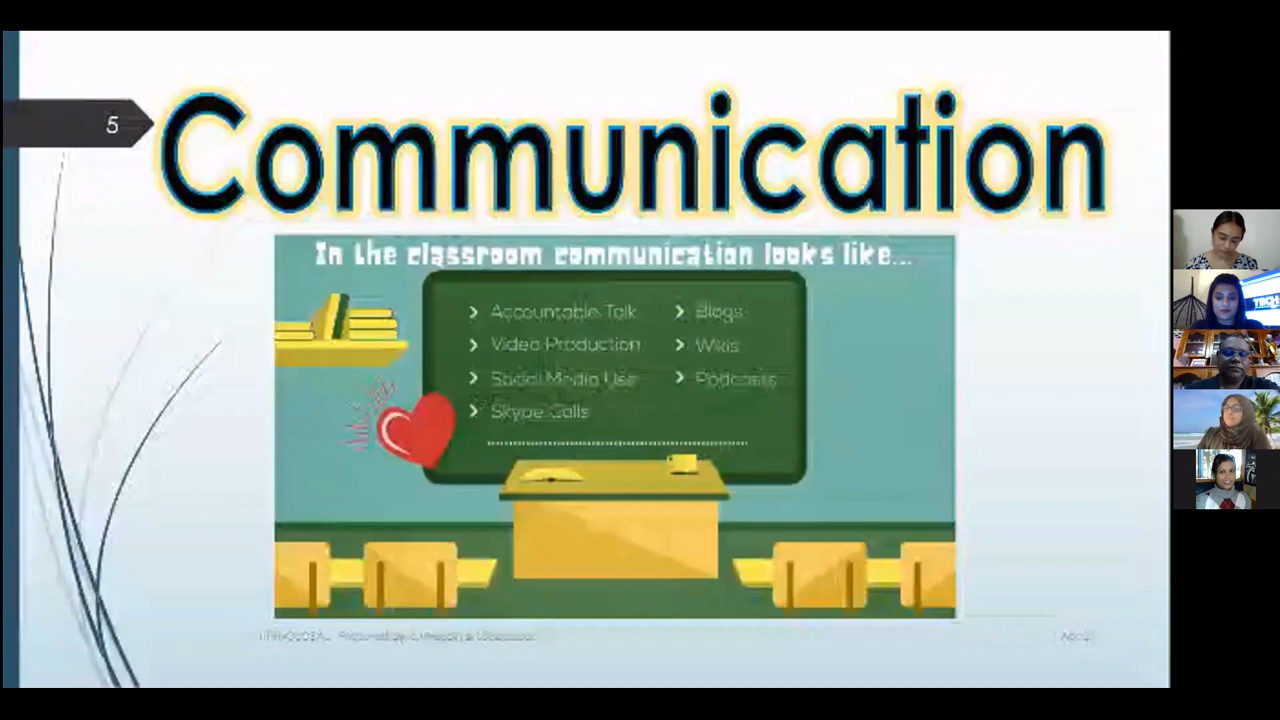 5
Communication
In the classroom communication looks like...
Accountable Talk
Video Production
Social Media Use
Skype Calls
Blogs
Wikis
Podcasts
TECH